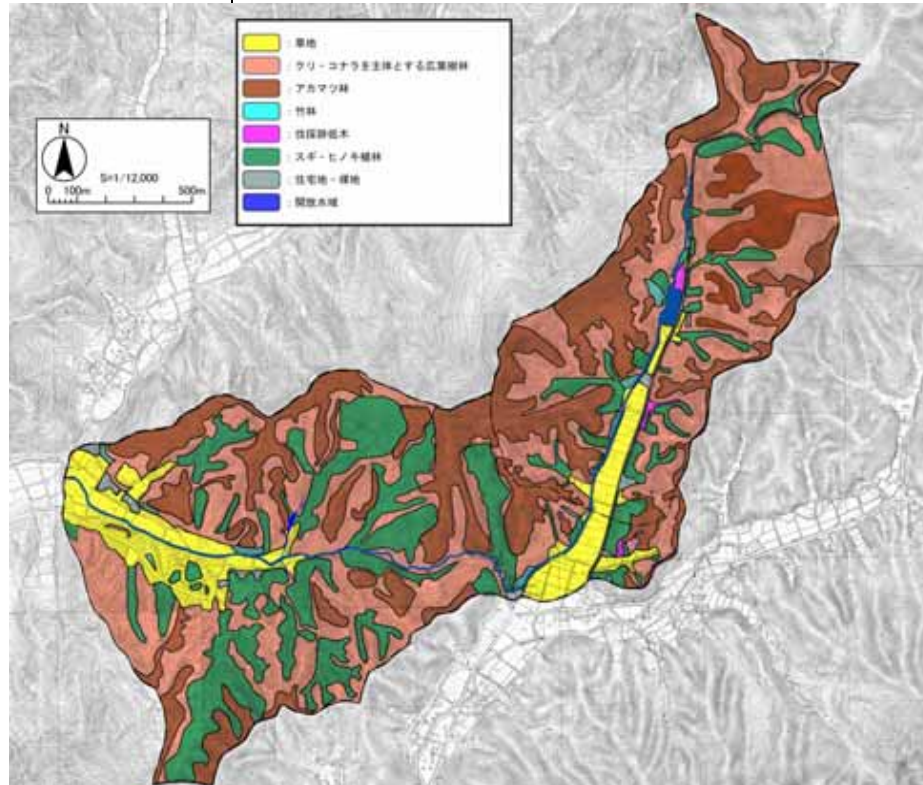 : 草地
: クリ・コナラを主体とする広葉樹林
: アカマツ林
: 竹林
: 伐採跡低木
: スギ・ヒノキ植林
: 住宅地・裸地
: 開放水域
N
S=1/12,000
0 100m 500m